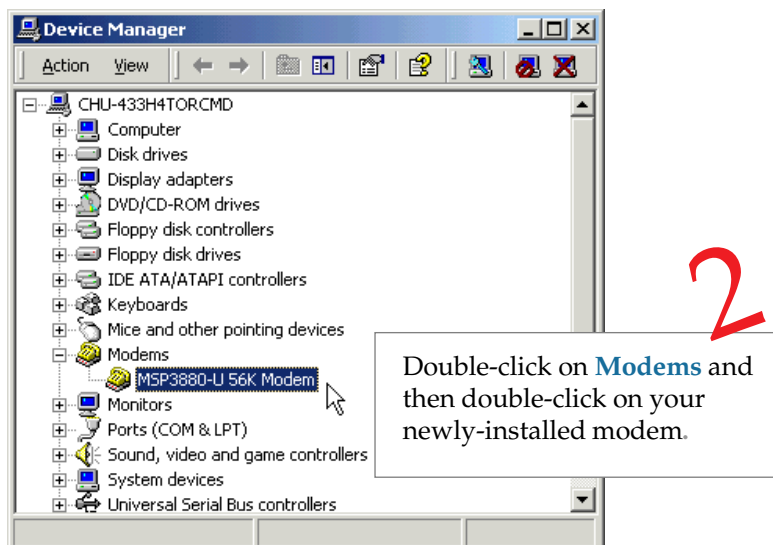 Device Manager
Action View
CHU-433H4TORCMD
Computer
Disk drives
Display adapters
DVD/CD-ROM drives
Floppy disk controllers
Floppy disk drives
IDE ATA/ATAPI controllers
Keyboards
Mice and other pointing devices
Modems
MSP3880-U 56K Modem
Monitors
Ports (COM & LPT)
Sound, video and game controllers
System devices
Universal Serial Bus controllers
2
Double-click on Modems and
then double-click on your
newly-installed modem.